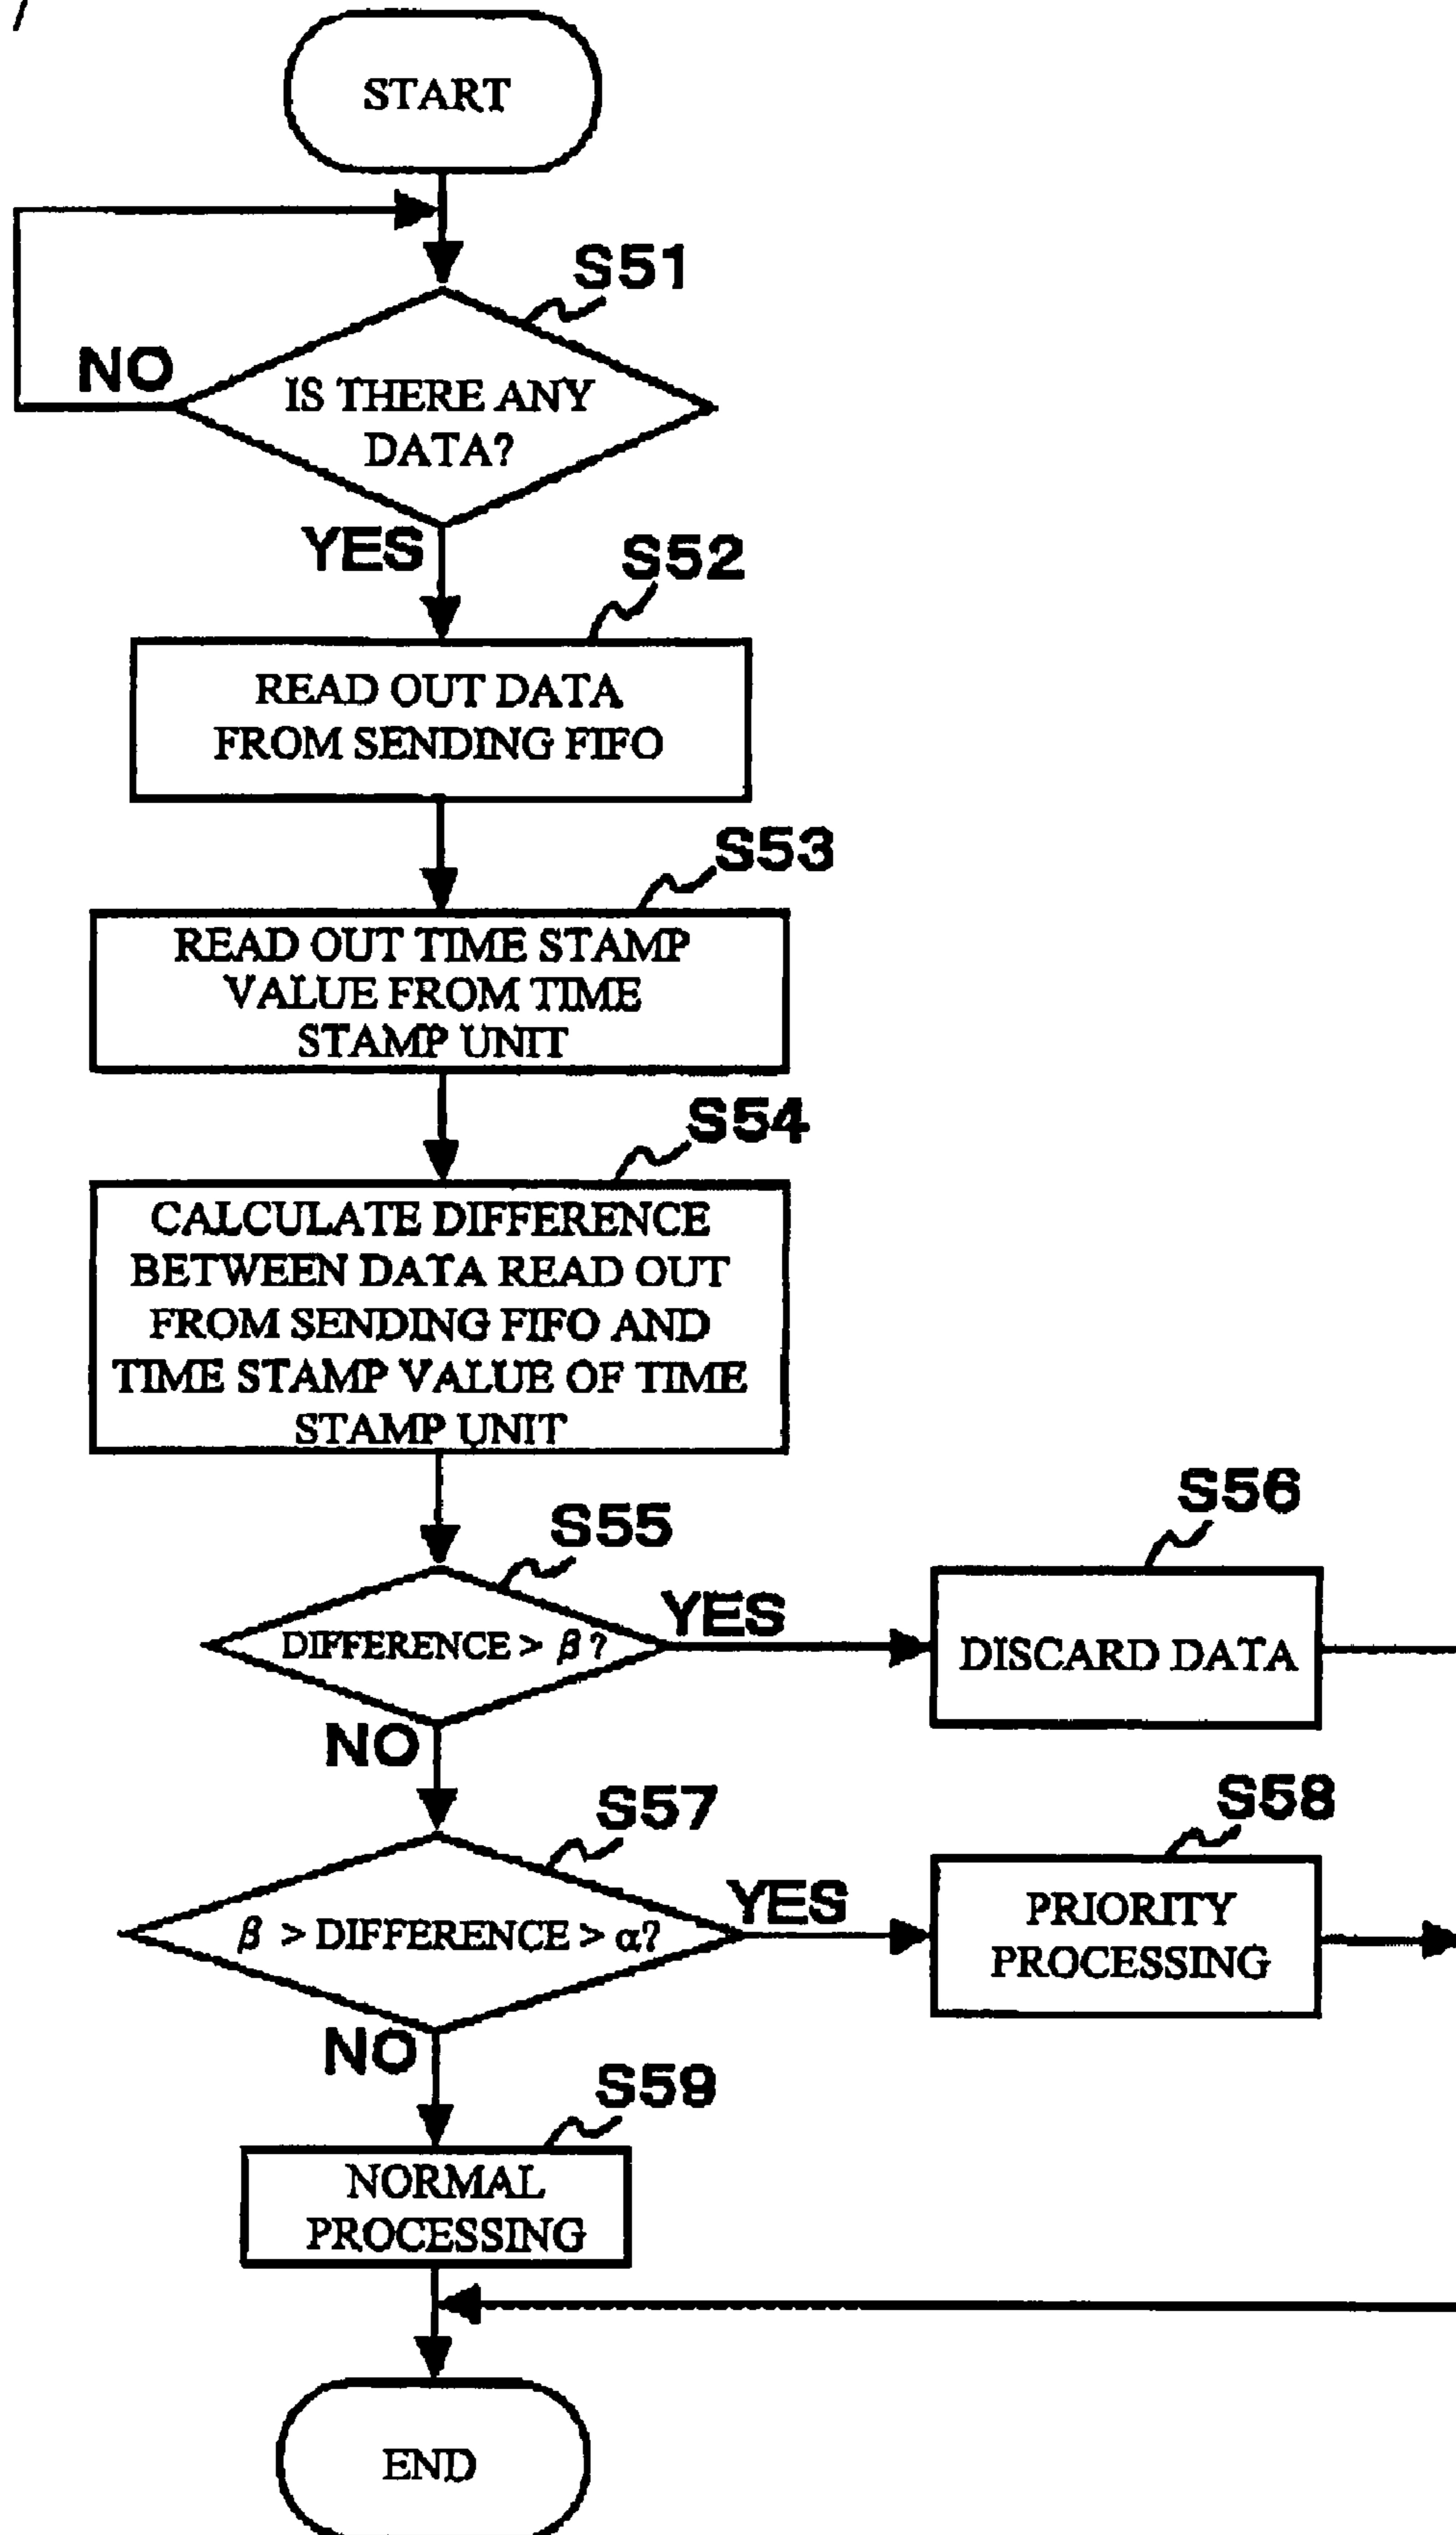 START
S51
NO
IS THERE ANY
DATA?
YES
S52
READ OUT DATA
FROM SENDING FIFO
S53
READ OUT TIME STAMP
VALUE FROM TIME
STAMP UNIT
S54
CALCULATE DIFFERENCE
BETWEEN DATA READ OUT
FROM SENDING FIFO AND
TIME STAMP VALUE OF TIME
STAMP UNIT
S55
S56
DIFFERENCE > β ?
YES
DISCARD DATA
NO
S57
S58
β > DIFFERENCE > α?
YES
PRIORITY
PROCESSING
NO
S59
NORMAL
PROCESSING
END